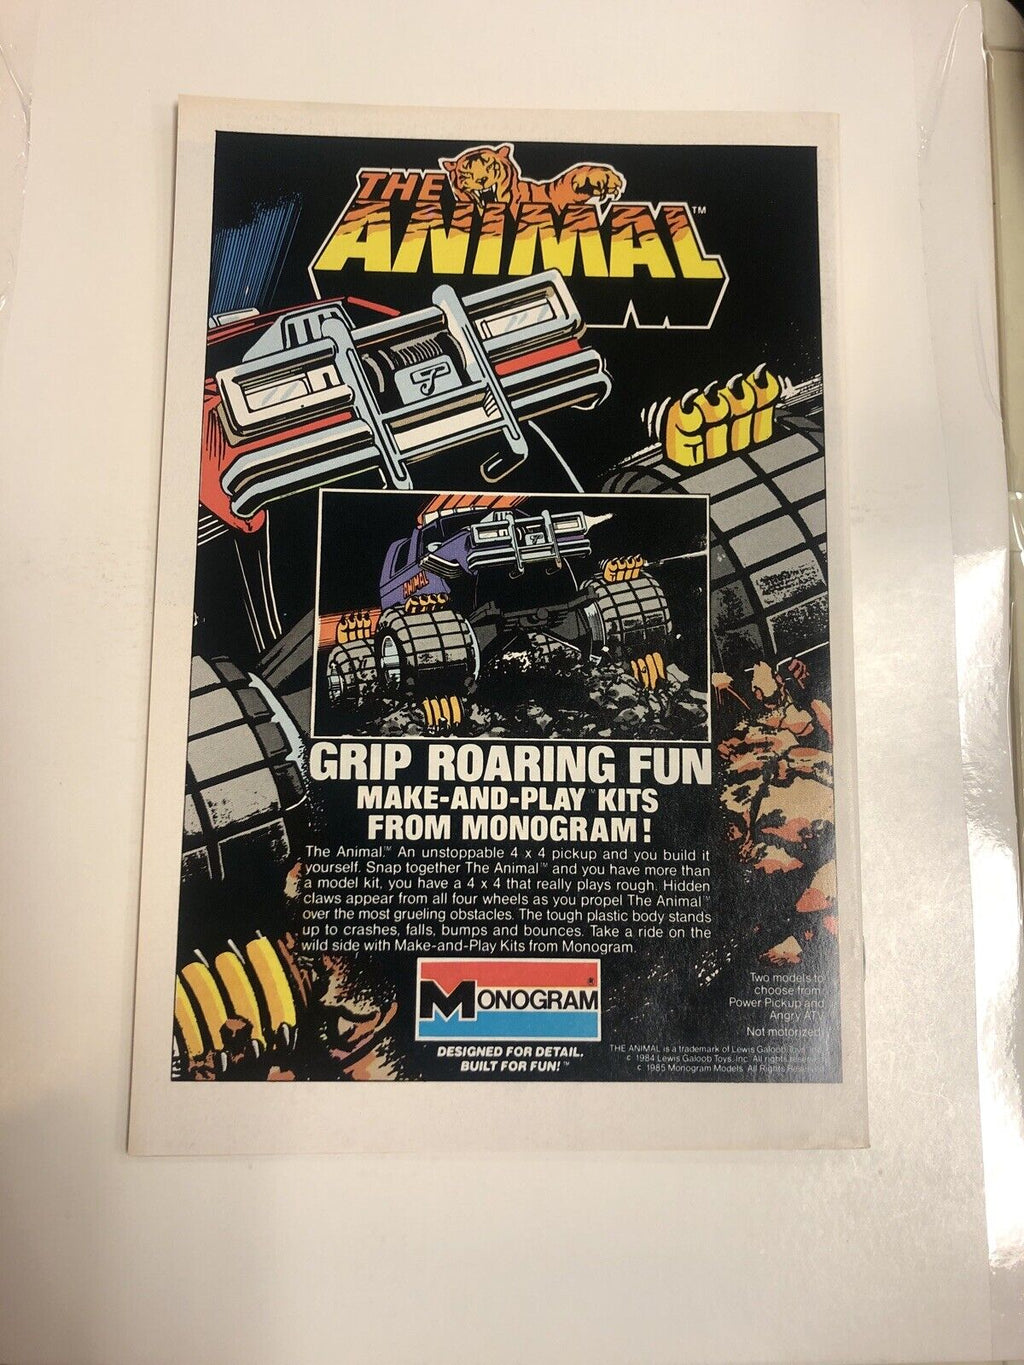 THE
ANIMAL™
ANIMAL
GRIP ROARING FUN
MAKE-AND-PLAY™ KITS
FROM MONOGRAM!
The Animal.™ An unstoppable 4 x 4 pickup and you build it
yourself. Snap together The Animal™ and you have more than
a model kit, you have a 4 x 4 that really plays rough. Hidden
claws appear from all four wheels as you propel The Animal™
over the most grueling obstacles. The tough plastic body stands
up to crashes, falls, bumps and bounces. Take a ride on the
wild side with Make-and-Play Kits from Monogram.
MONOGRAM®
DESIGNED FOR DETAIL.
BUILT FOR FUN!™
Two models to
choose from:
Power Pickup and
Angry ATV
Not motorized.
THE ANIMAL is a trademark of Lewis Galoob Toys, Inc.
© 1984 Lewis Galoob Toys, Inc. All rights reserved.
© 1985 Monogram Models. All Rights Reserved.